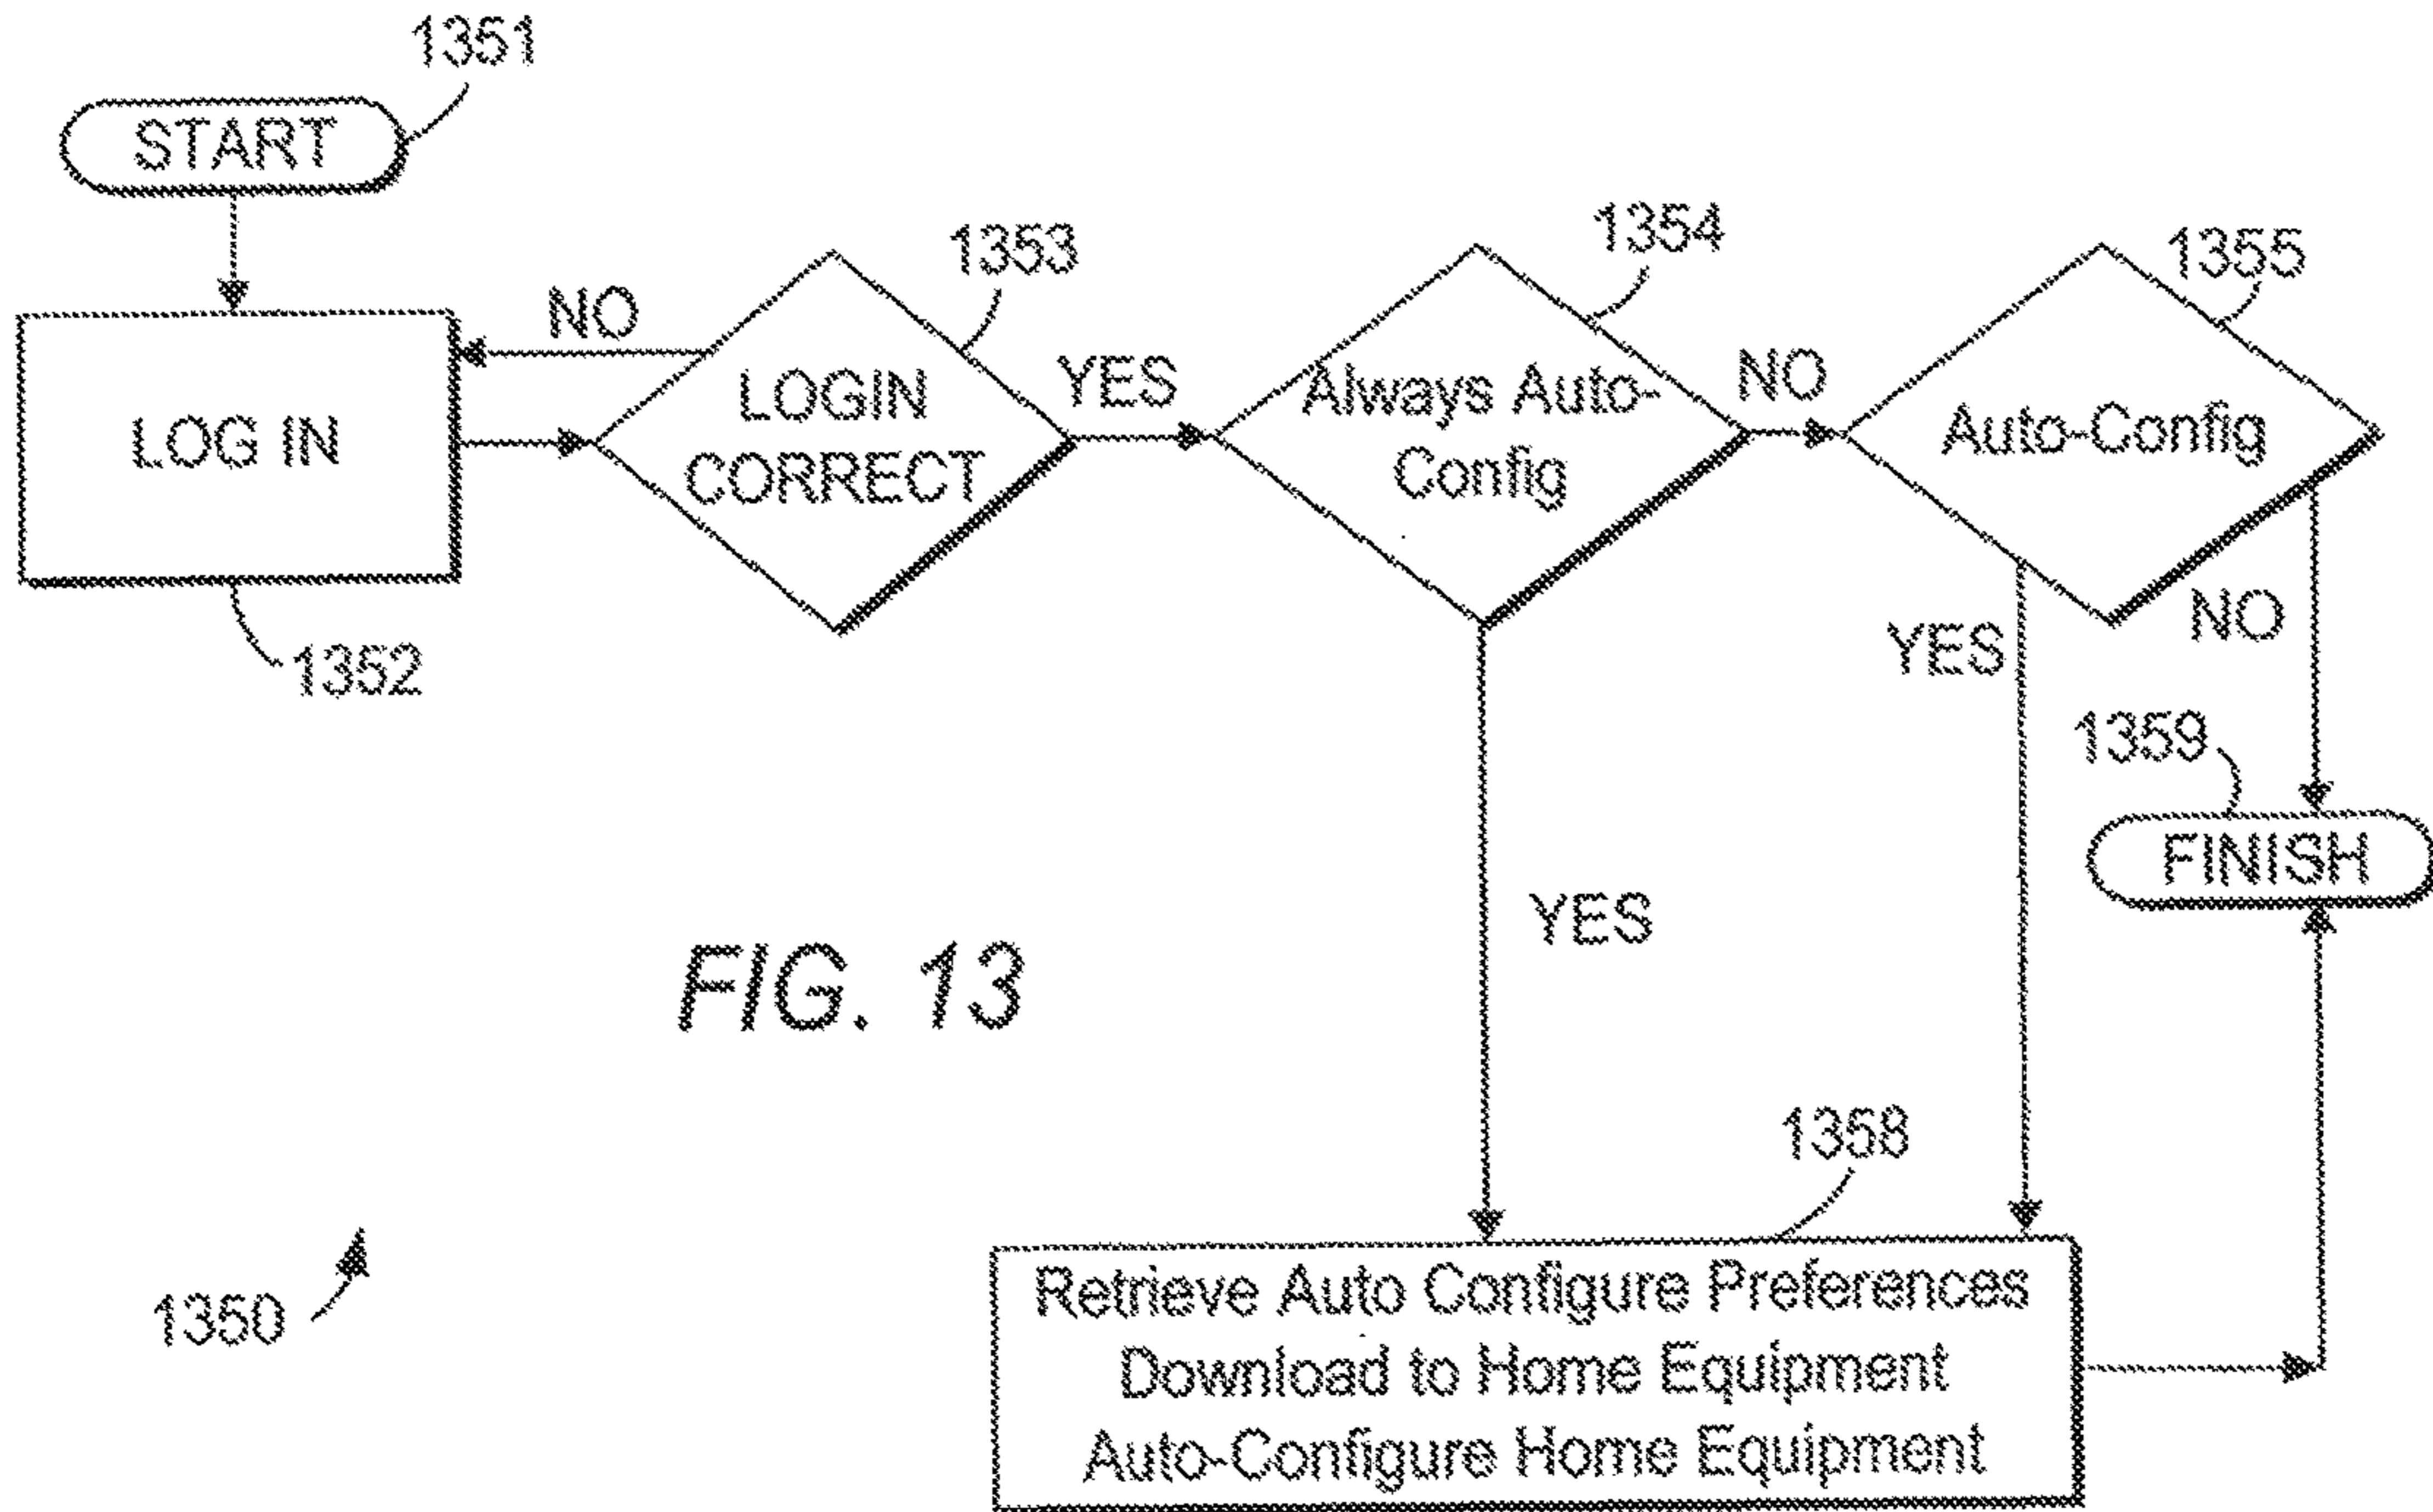 1351
START
1353
1354
1355
NO
LOG IN
LOGIN
CORRECT
YES
Always Auto-
Config
NO
Auto-Config
1352
YES
NO
1359
FINISH
YES
FIG. 13
1358
1350
Retrieve Auto Configure Preferences
Download to Home Equipment
Auto-Configure Home Equipment